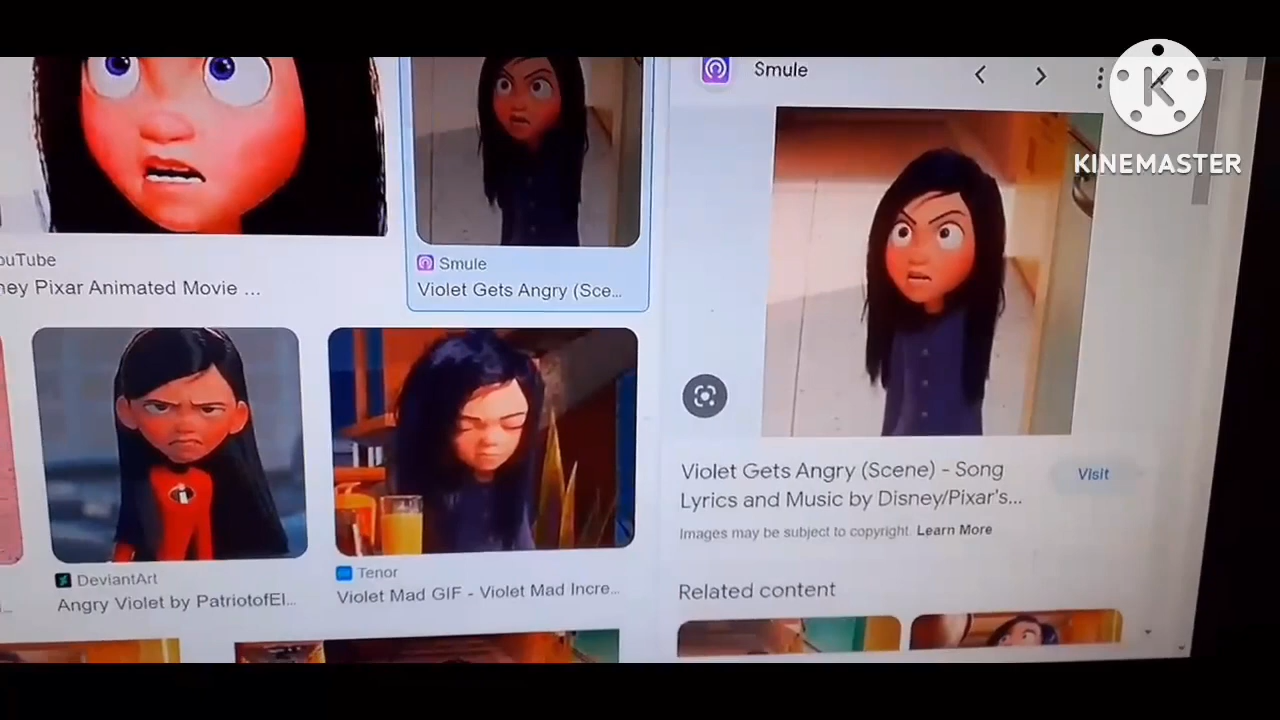 Smule
KINEMASTER
ouTube
ney Pixar Animated Movie ...
Smule
Violet Gets Angry (Sce...
Violet Gets Angry (Scene) - Song
Lyrics and Music by Disney/Pixar's...
Visit
Images may be subject to copyright. Learn More
DeviantArt
Angry Violet by PatriotofEl...
Tenor
Violet Mad GIF - Violet Mad Incre...
Related content